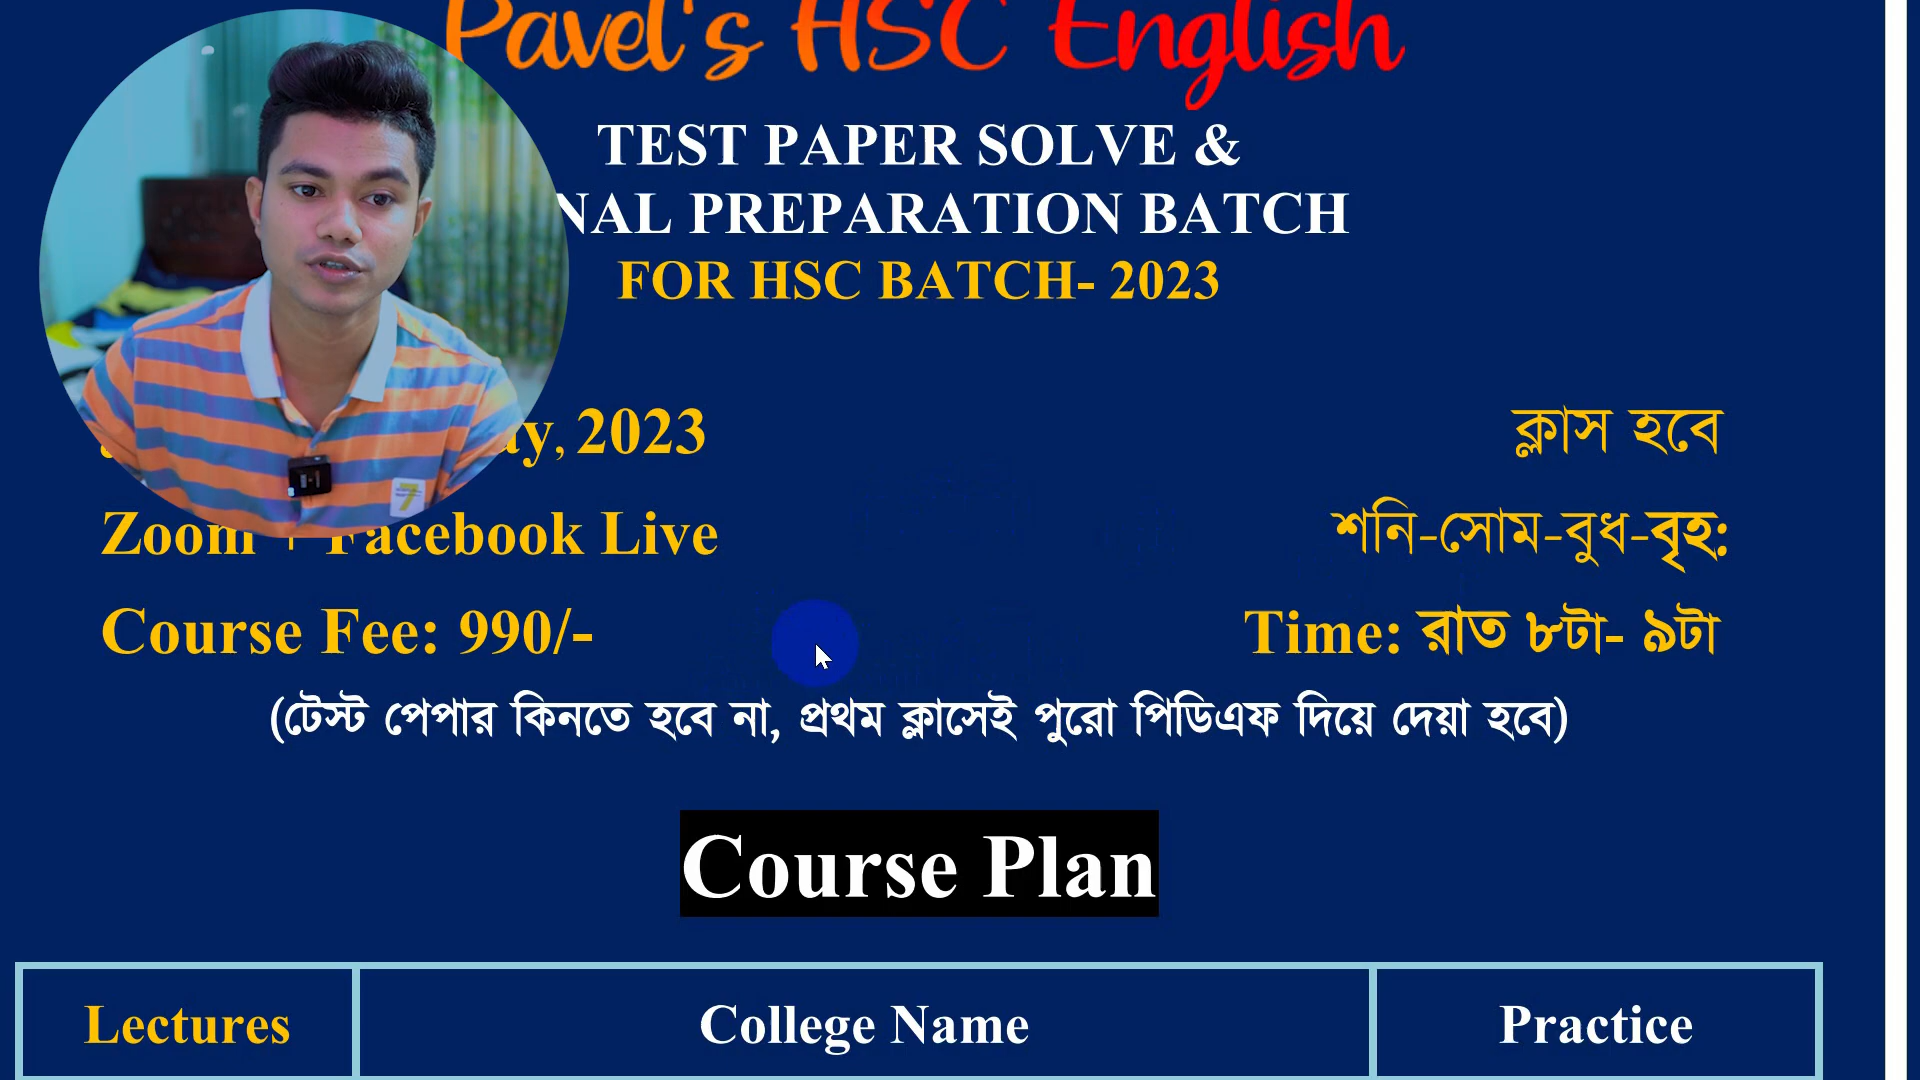 Pavel's HSC English
TEST PAPER SOLVE &
NAL PREPARATION BATCH
FOR HSC BATCH- 2023
2023
ক্লাস হবে
Zoom + Facebook Live
শনি-সোম-বুধ-বৃহ:
Course Fee: 990/-
Time: রাত ৮টা- ৯টা
(টেস্ট পেপার কিনতে হবে না, প্রথম ক্লাসেই পুরো পিডিএফ দিয়ে দেয়া হবে)
Course Plan
Lectures
College Name
Practice